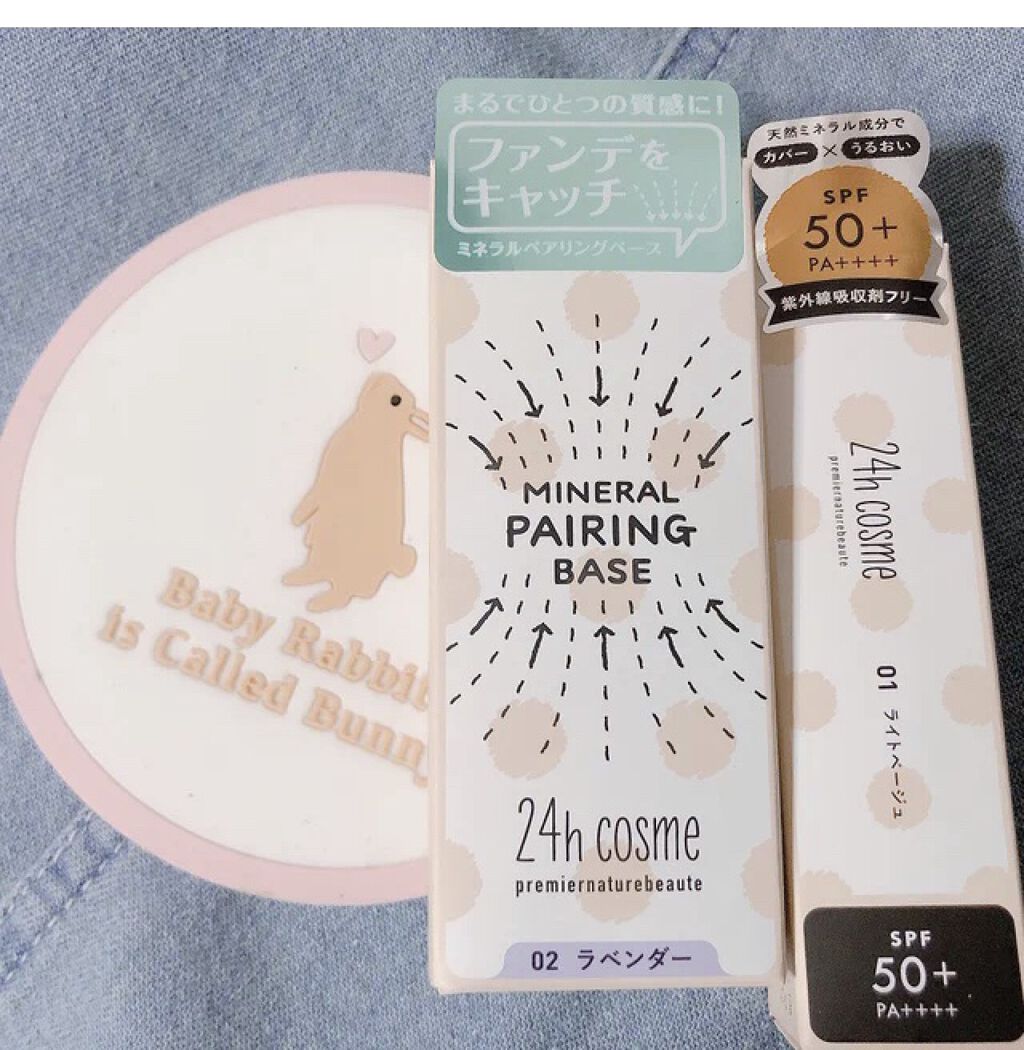 まるでひとつの質感に!
ファンデを
キャッチ
ミネラルペアリングベース
MINERAL
PAIRING
BASE
24h cosme
premiernaturebeaute
02 ラベンダー
天然ミネラル成分で
カバー×うるおい
SPF
50+
PA++++
紫外線吸収剤フリー
24h cosme
premiernaturebeaute
01 ライトベージュ
SPF
50+
PA++++
Baby Rabbit
is Called Bunny